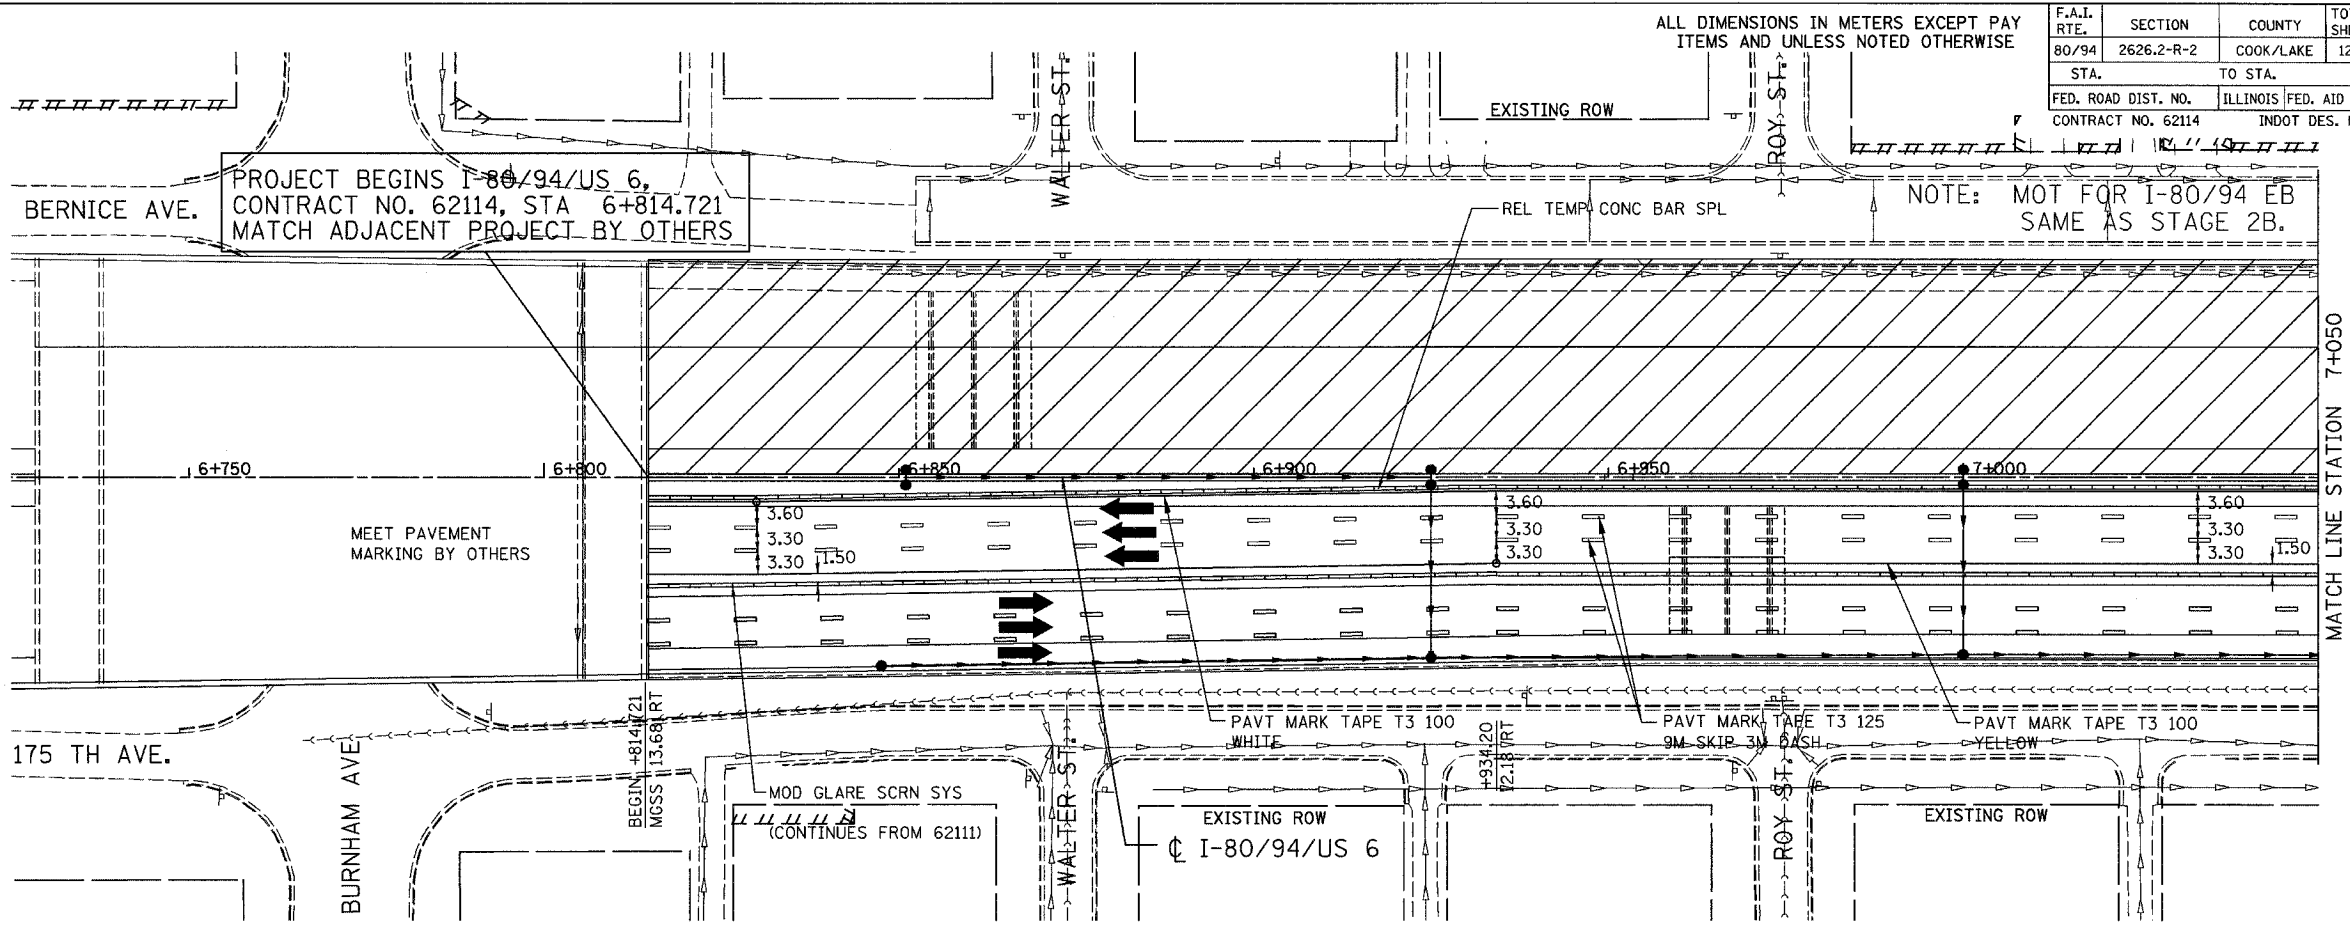 ALL DIMENSIONS IN METERS EXCEPT PAY
ITEMS AND UNLESS NOTED OTHERWISE
F.A.I.
RTE.
SECTION
COUNTY
80/94
2626.2-R-2
COOK/LAKE
STA.
TO STA.
FED. ROAD DIST. NO.
ILLINOIS
FED. AID
CONTRACT NO. 62114
INDOT DES.
WALTER ST.
EXISTING ROW
ROY ST.
BERNICE AVE.
PROJECT BEGINS I-80/94/US 6,
CONTRACT NO. 62114, STA 6+814.721
MATCH ADJACENT PROJECT BY OTHERS
REL TEMP CONC BAR SPL
NOTE: MOT FOR I-80/94 EB
SAME AS STAGE 2B.
MATCH LINE STATION 7+050
6+750
6+800
6+850
6+900
6+950
7+000
MEET PAVEMENT
MARKING BY OTHERS
3.60
3.30
3.30
1.50
3.60
3.30
3.30
3.60
3.30
3.30
1.50
175 TH AVE.
BURNHAM AVE.
BEGIN +814.721
MGSS 13.681 RT
MOD GLARE SCRN SYS
(CONTINUES FROM 62111)
WALTER ST.
PAVT MARK TAPE T3 100
WHITE
EXISTING ROW
℄ I-80/94/US 6
+934.20
PAVT MARK TAPE T3 125
9M SKIP 3M DASH
ROY ST.
PAVT MARK TAPE T3 100
YELLOW
EXISTING ROW